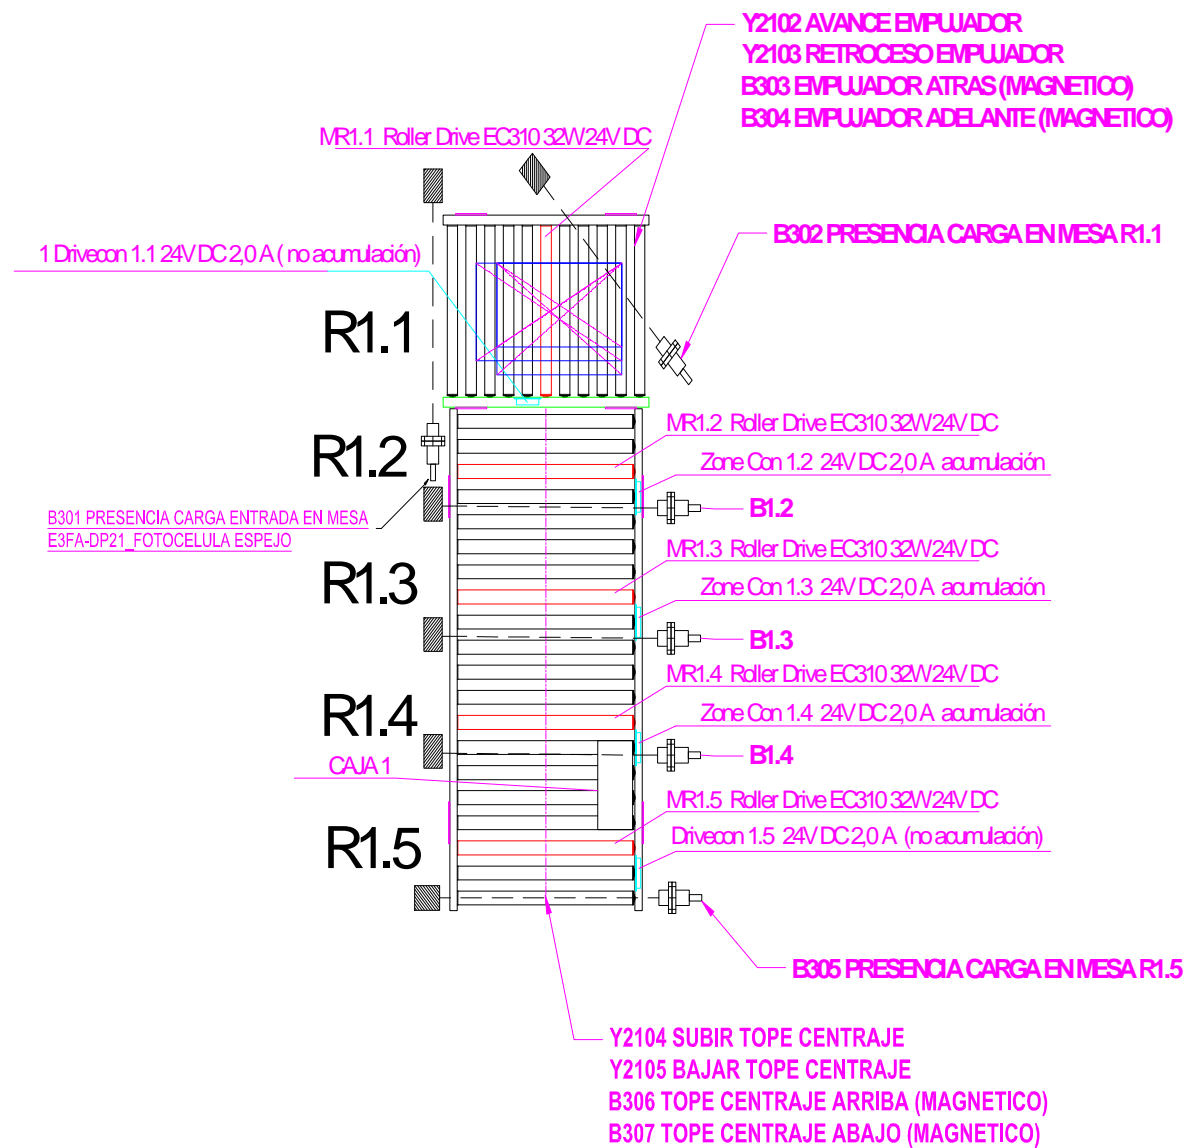 Y2102 AVANCE EMPUJADOR
Y2103 RETROCESO EMPUJADOR
B303 EMPUJADOR ATRAS (MAGNETICO)
B304 EMPUJADOR ADELANTE (MAGNETICO)
MR1.1 Roller Drive EC310 32W 24V DC
B302 PRESENCIA CARGA EN MESA R1.1
1 Drivecon 1.1 24V DC 2,0 A ( no acumulación)
R1.1
MR1.2 Roller Drive EC310 32W 24V DC
R1.2
Zone Con 1.2 24V DC 2,0 A acumulación
B1.2
B301 PRESENCIA CARGA ENTRADA EN MESA
E3FA-DP21_FOTOCELULA ESPEJO
MR1.3 Roller Drive EC310 32W 24V DC
R1.3
Zone Con 1.3 24V DC 2,0 A acumulación
B1.3
MR1.4 Roller Drive EC310 32W 24V DC
R1.4
Zone Con 1.4 24V DC 2,0 A acumulación
B1.4
CAJA 1
MR1.5 Roller Drive EC310 32W 24V DC
Drivecon 1.5 24V DC 2,0 A (no acumulación)
R1.5
B305 PRESENCIA CARGA EN MESA R1.5
Y2104 SUBIR TOPE CENTRAJE
Y2105 BAJAR TOPE CENTRAJE
B306 TOPE CENTRAJE ARRIBA (MAGNETICO)
B307 TOPE CENTRAJE ABAJO (MAGNETICO)